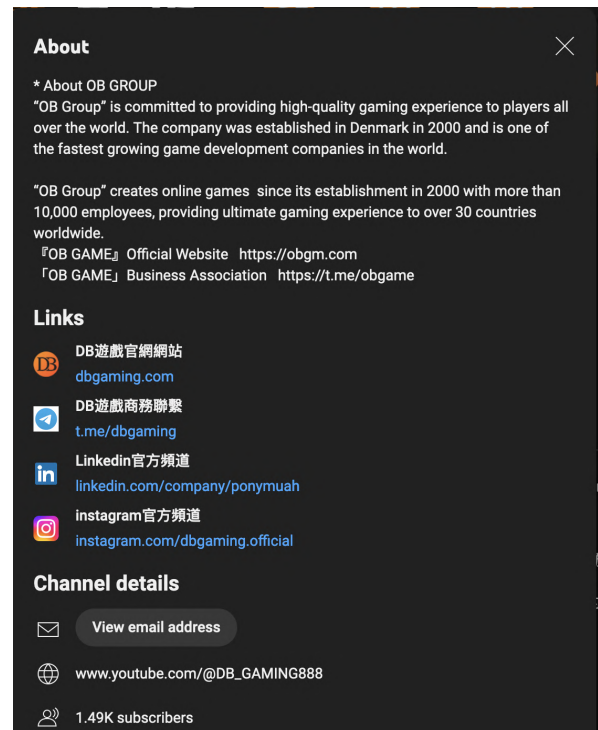 About
* About OB GROUP
“OB Group” is committed to providing high-quality gaming experience to players all
over the world. The company was established in Denmark in 2000 and is one of
the fastest growing game development companies in the world.
“OB Group” creates online games  since its establishment in 2000 with more than
10,000 employees, providing ultimate gaming experience to over 30 countries
worldwide.
『OB GAME』Official Website   https://obgm.com
「OB GAME」Business Association   https://t.me/obgame
Links
DB
DB遊戲官網網站
dbgaming.com
DB遊戲商務聯繫
t.me/dbgaming
in
Linkedin官方頻道
linkedin.com/company/ponymuah
instagram官方頻道
instagram.com/dbgaming.official
Channel details
View email address
www.youtube.com/@DB_GAMING888
1.49K subscribers